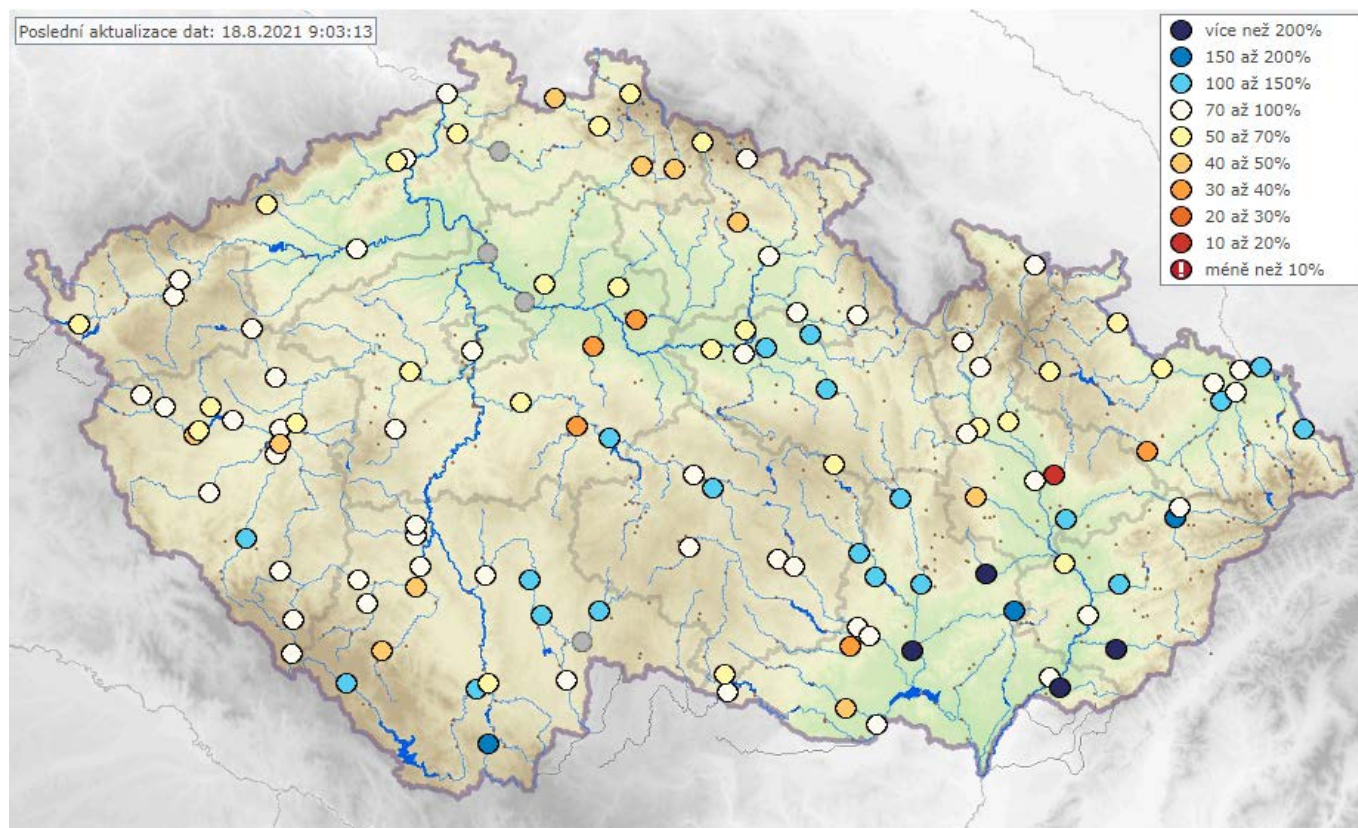 Poslední aktualizace dat: 18.8.2021 9:03:13
více než 200%
150 až 200%
100 až 150%
70 až 100%
50 až 70%
40 až 50%
30 až 40%
20 až 30%
10 až 20%
méně než 10%